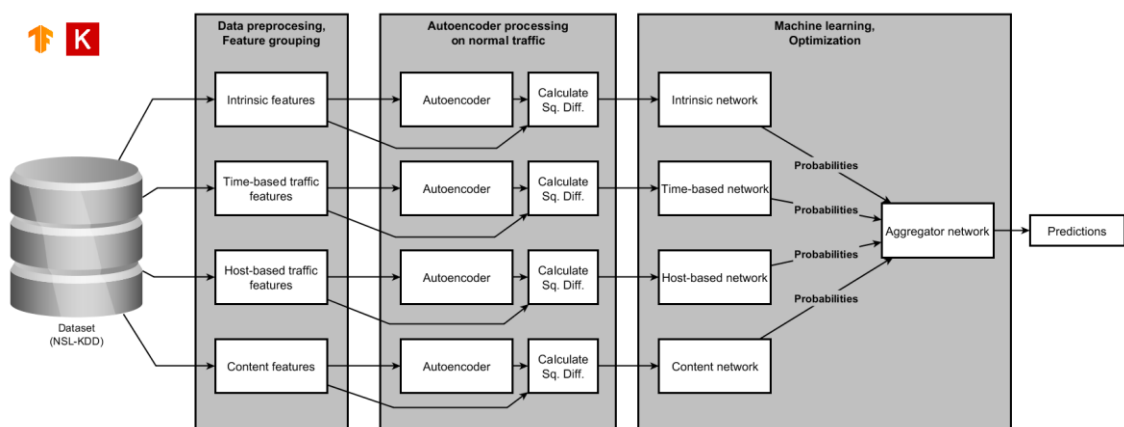 K
Data preprocesing,
Feature grouping
Autoencoder processing
on normal traffic
Machine learning,
Optimization
Intrinsic features
Autoencoder
Calculate
Sq. Diff.
Intrinsic network
Probabilities
Time-based traffic
features
Autoencoder
Calculate
Sq. Diff.
Time-based network
Probabilities
Aggregator network
Predictions
Host-based traffic
features
Autoencoder
Calculate
Sq. Diff.
Host-based network
Probabilities
Probabilities
Dataset
(NSL-KDD)
Content features
Autoencoder
Calculate
Sq. Diff.
Content network